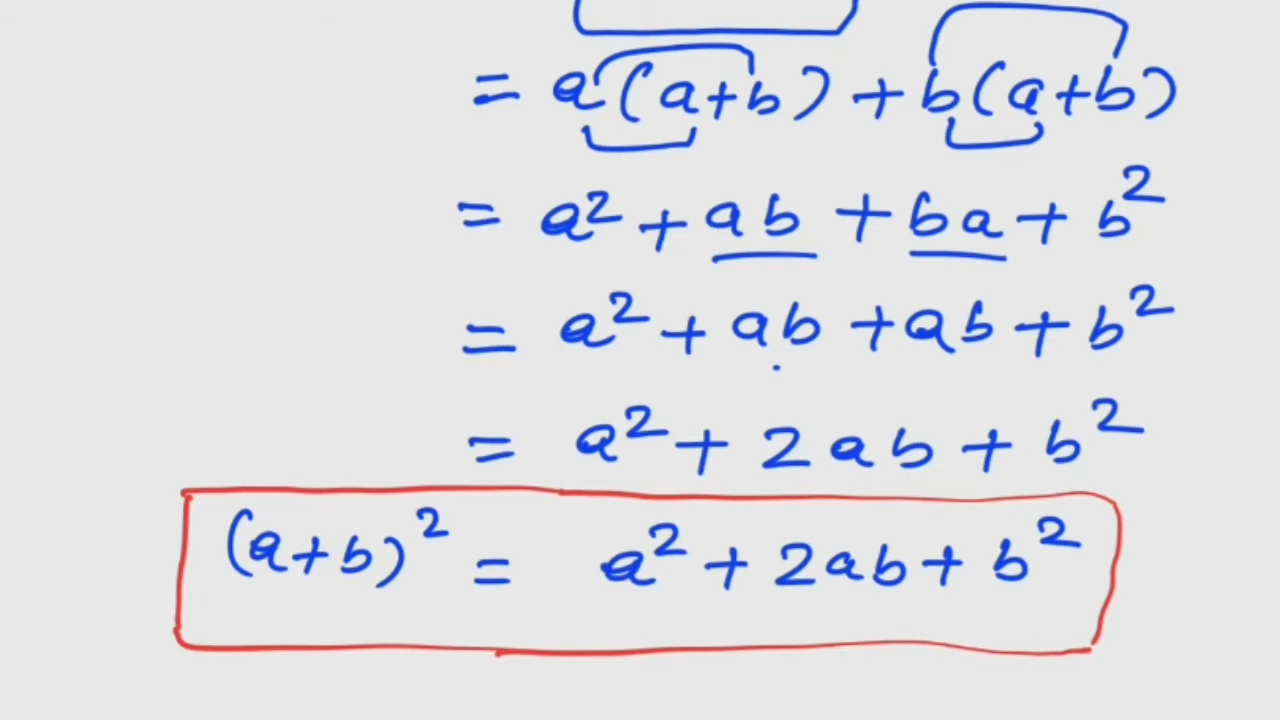 = a(a+b) + b(a+b)
= a² + ab + ba + b²
= a² + ab + ab + b²
= a² + 2ab + b²
(a+b)² = a² + 2ab + b²